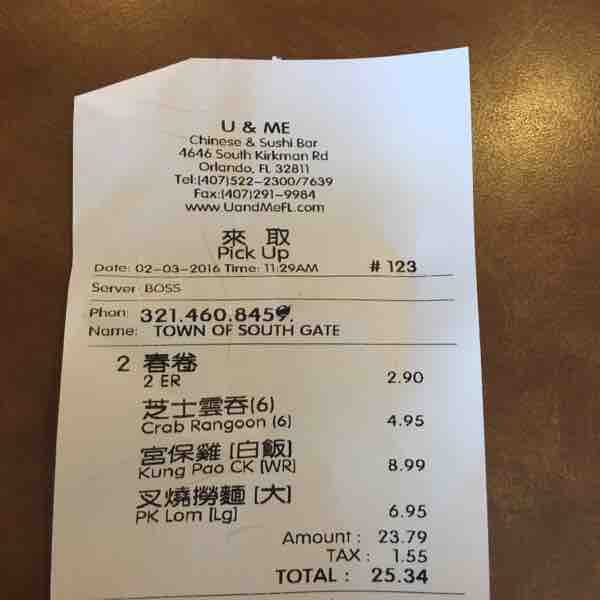 U & ME
Chinese & Sushi Bar
4646 South Kirkman Rd
Orlando, FL 32811
Tel:(407)522-2300/7639
Fax:(407)291-9984
www.UandMeFL.com
來 取
Pick Up
Date: 02-03-2016 Time: 11:29AM # 123
Server: BOSS
Phon: 321.460.8459.
Name: TOWN OF SOUTH GATE
2 春卷
2 ER 2.90
芝士雲吞(6)
Crab Rangoon (6) 4.95
宮保雞 [白飯]
Kung Pao CK [WR] 8.99
叉燒撈麵 [大]
PK Lom [Lg] 6.95
Amount : 23.79
TAX : 1.55
TOTAL : 25.34